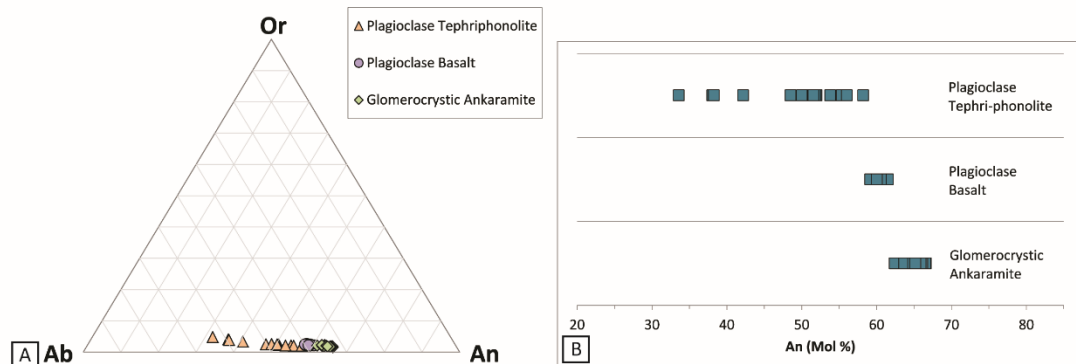 Or
Plagioclase Tephriphonolite
Plagioclase Basalt
Glomerocrystic Ankaramite
A
Ab
An
Plagioclase
Tephri-phonolite
Plagioclase
Basalt
Glomerocrystic
Ankaramite
20 30 40 50 60 70 80
B
An (Mol %)